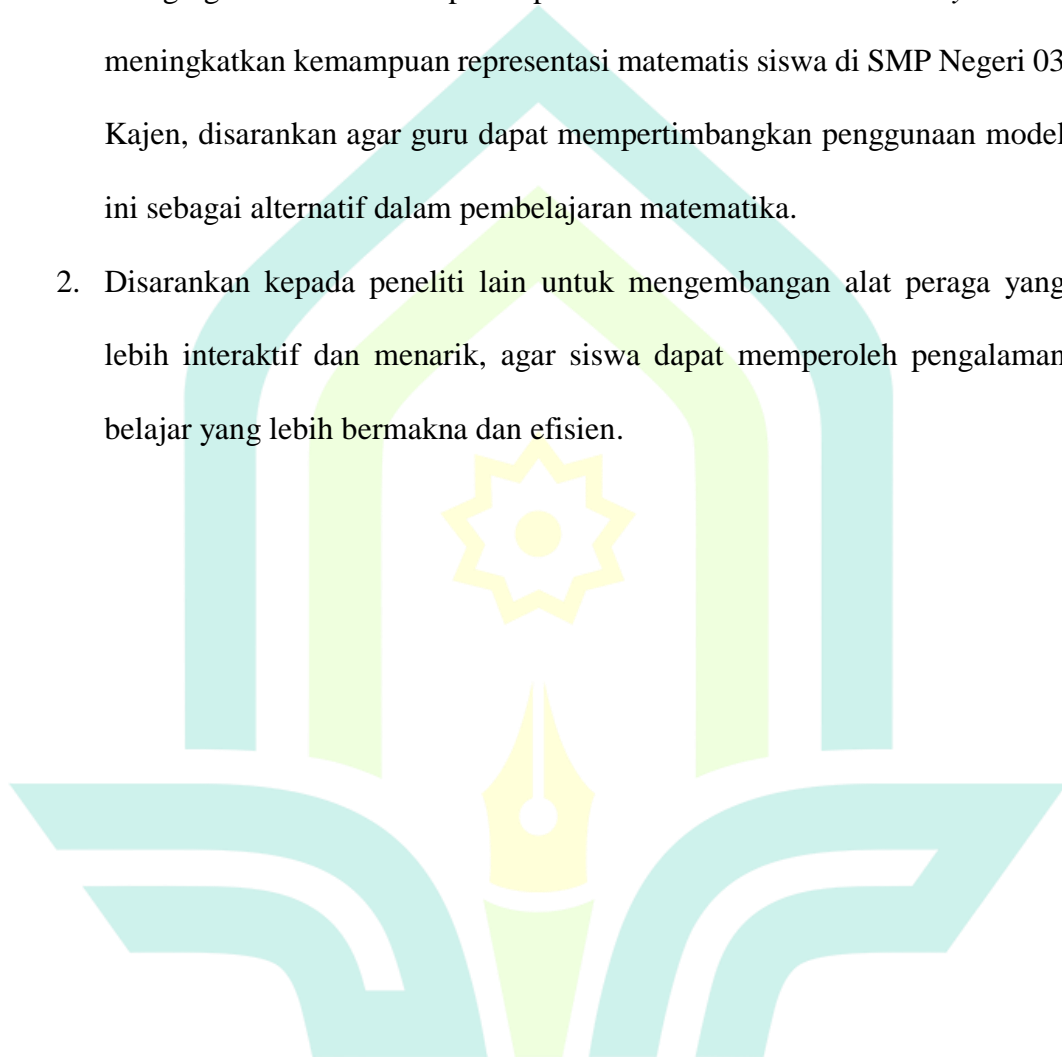 meningkatkan kemampuan representasi matematis siswa di SMP Negeri 03
Kajen, disarankan agar guru dapat mempertimbangkan penggunaan model
ini sebagai alternatif dalam pembelajaran matematika.
2. Disarankan kepada peneliti lain untuk mengembangan alat peraga yang
lebih interaktif dan menarik, agar siswa dapat memperoleh pengalaman
belajar yang lebih bermakna dan efisien.